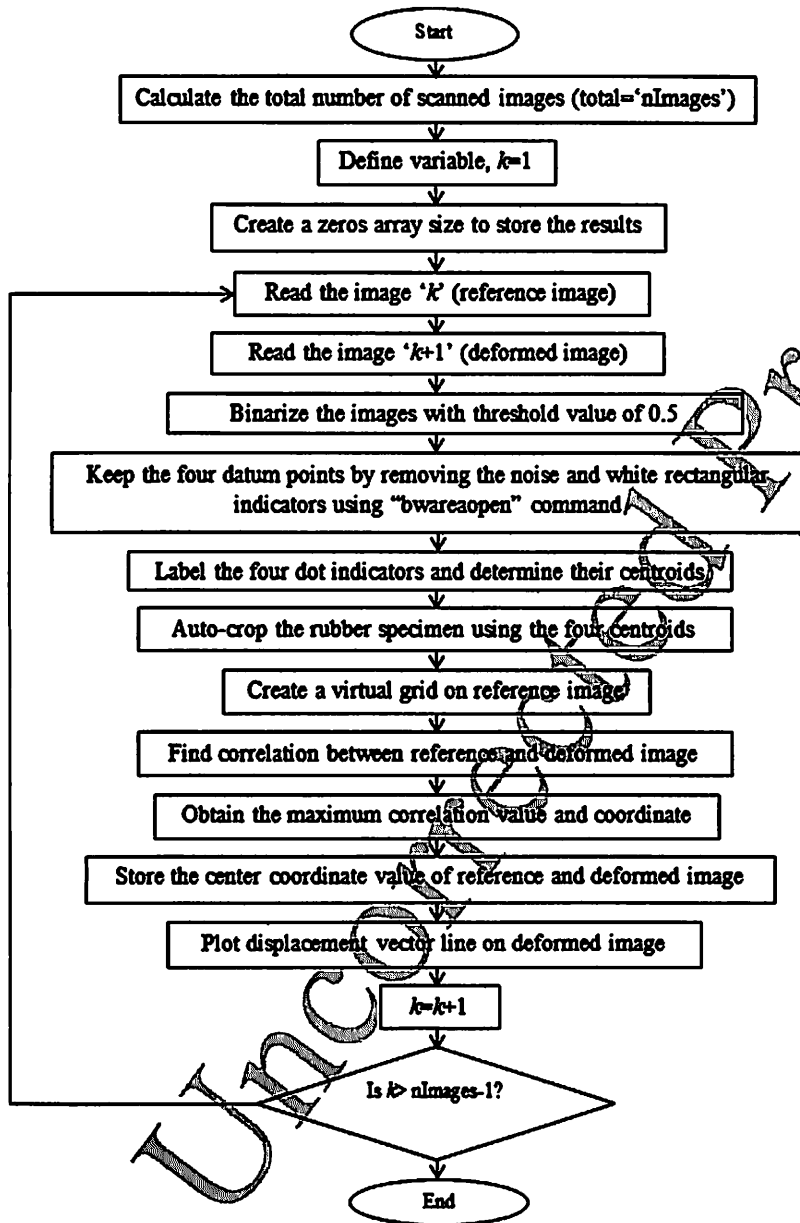 Start
Calculate the total number of scanned images (total=‘nImages’)
Define variable, k=1
Create a zeros array size to store the results
Read the image ‘k’ (reference image)
Read the image ‘k+1’ (deformed image)
Binarize the images with threshold value of 0.5
Keep the four datum points by removing the noise and white rectangular
indicators using “bwareaopen” command
Label the four dot indicators and determine their centroids
Auto-crop the rubber specimen using the four centroids
Create a virtual grid on reference image
Find correlation between reference and deformed image
Obtain the maximum correlation value and coordinate
Store the center coordinate value of reference and deformed image
Plot displacement vector line on deformed image
k=k+1
Is k> nImages-1?
End
Uncorrected Pr